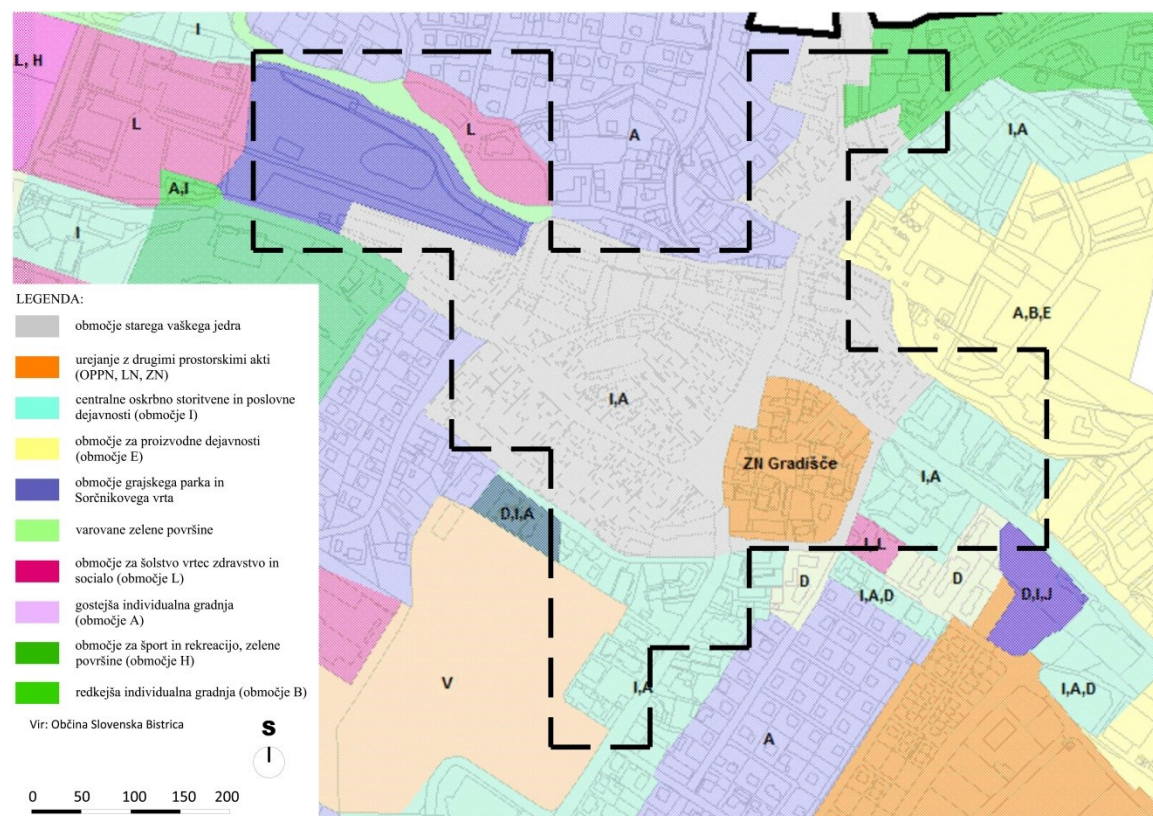 I
L, H
L
L
A
I,A
A,I
I
A,B,E
I,A
ZN Gradišče
I,A
D,I,A
D
D
D,I,J
I,A,D
I,A
I,A,D
V
A
LEGENDA:
območje starega vaškega jedra
urejanje z drugimi prostorskimi akti
(OPPN, LN, ZN)
centralne oskrbno storitvene in poslovne
dejavnosti (območje I)
območje za proizvodne dejavnosti
(območje E)
območje grajskega parka in
Sorčnikovega vrta
varovane zelene površine
območje za šolstvo vrtec zdravstvo in
socialo (območje L)
gostejša individualna gradnja
(območje A)
območje za šport in rekreacijo, zelene
površine (območje H)
redkejša individualna gradnja (območje B)
Vir: Občina Slovenska Bistrica
S
0 50 100 150 200